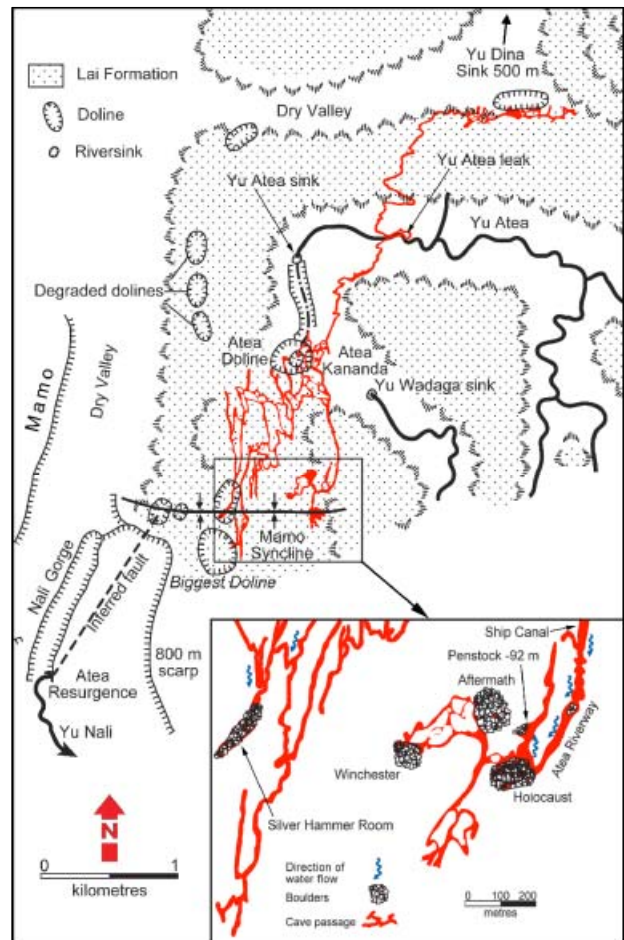 Lai Formation
Doline
Riversink
Yu Dina
Sink 500 m
Dry Valley
Yu Atea sink
Yu Atea leak
Yu Atea
Degraded dolines
Atea
Doline
Atea
Kananda
Yu Wadaga sink
Mamo
Dry Valley
Mamo
Syncline
Biggest Doline
Nali Gorge
Inferred fault
800 m
scarp
Atea
Resurgence
Yu Nali
N
0 1
kilometres
Ship Canal
Penstock -92 m
Aftermath
Atea Riverway
Winchester
Holocaust
Silver Hammer Room
Direction of
water flow
Boulders
Cave passage
0 100 200
metres